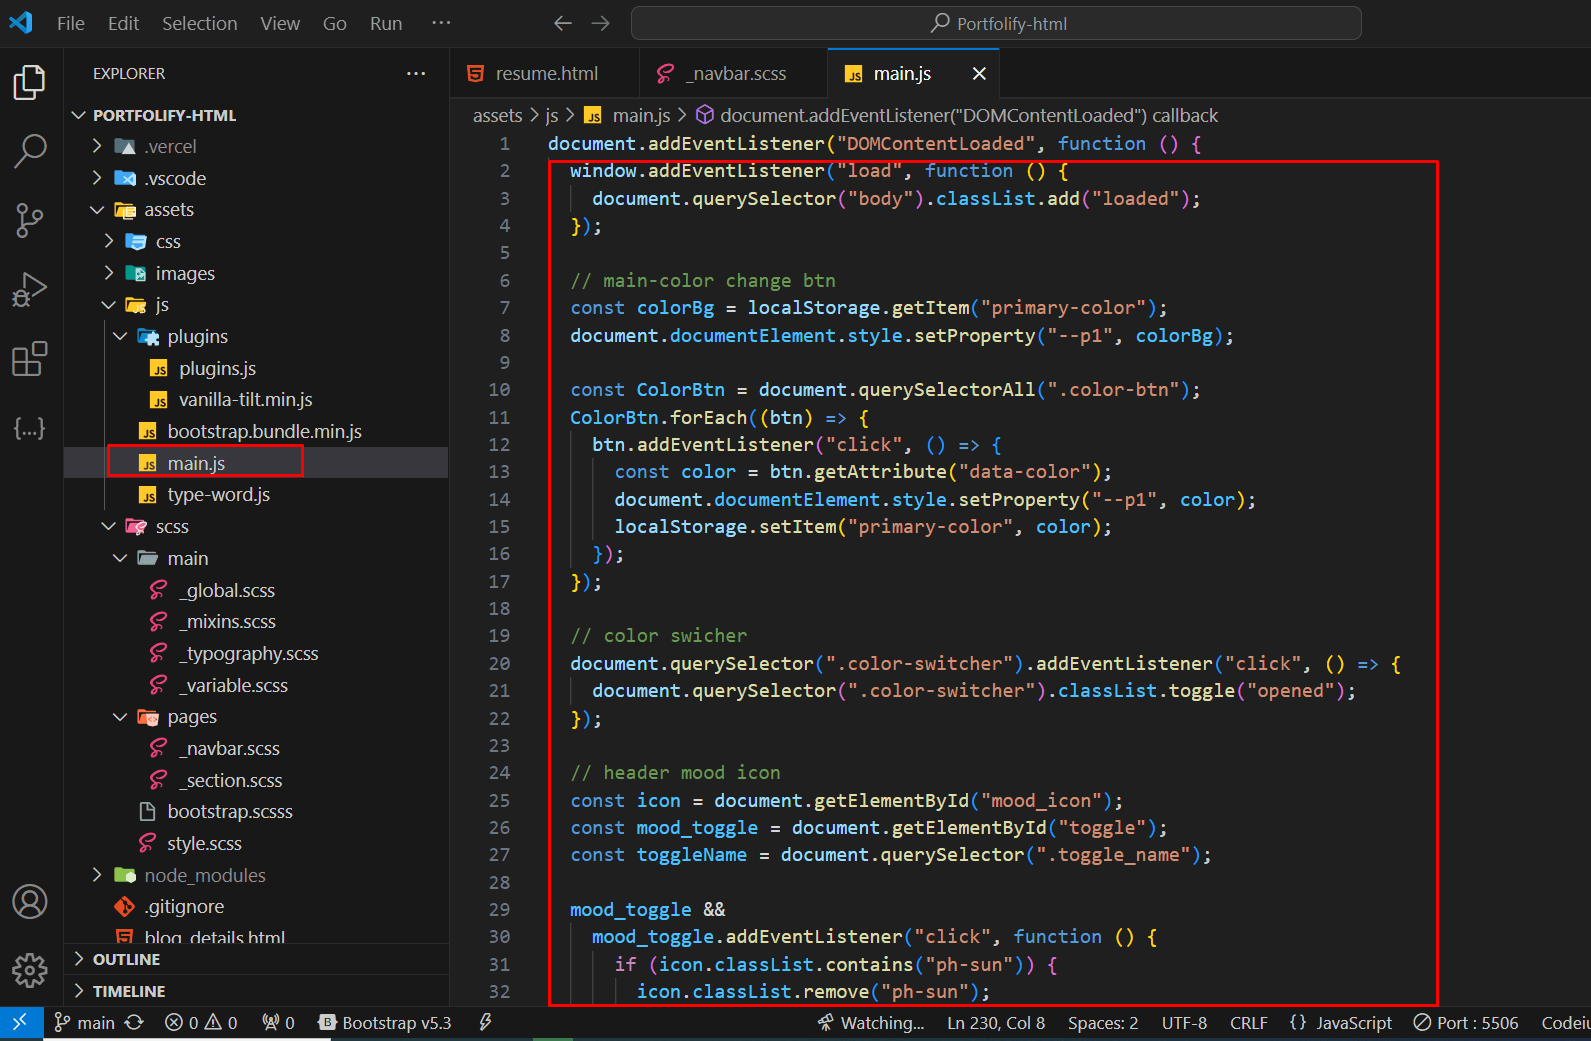 File Edit Selection View Go Run ··· Portfolify-html
EXPLORER ···
PORTFOLIFY-HTML
.vercel
.vscode
assets
css
images
js
plugins
JS plugins.js
JS vanilla-tilt.min.js
JS bootstrap.bundle.min.js
JS main.js
JS type-word.js
scss
main
_global.scss
_mixins.scss
_typography.scss
_variable.scss
pages
_navbar.scss
_section.scss
bootstrap.scsss
style.scss
node_modules
.gitignore
blog_details.html
OUTLINE
TIMELINE
resume.html _navbar.scss JS main.js
assets > js > JS main.js > document.addEventListener("DOMContentLoaded") callback
1 document.addEventListener("DOMContentLoaded", function () {
2 window.addEventListener("load", function () {
3 document.querySelector("body").classList.add("loaded");
4 });
5
6 // main-color change btn
7 const colorBg = localStorage.getItem("primary-color");
8 document.documentElement.style.setProperty("--p1", colorBg);
9
10 const ColorBtn = document.querySelectorAll(".color-btn");
11 ColorBtn.forEach((btn) => {
12 btn.addEventListener("click", () => {
13 const color = btn.getAttribute("data-color");
14 document.documentElement.style.setProperty("--p1", color);
15 localStorage.setItem("primary-color", color);
16 });
17 });
18
19 // color swicher
20 document.querySelector(".color-switcher").addEventListener("click", () => {
21 document.querySelector(".color-switcher").classList.toggle("opened");
22 });
23
24 // header mood icon
25 const icon = document.getElementById("mood_icon");
26 const mood_toggle = document.getElementById("toggle");
27 const toggleName = document.querySelector(".toggle_name");
28
29 mood_toggle &&
30 mood_toggle.addEventListener("click", function () {
31 if (icon.classList.contains("ph-sun")) {
32 icon.classList.remove("ph-sun");
main 0 0 0 B Bootstrap v5.3 Watching... Ln 230, Col 8 Spaces: 2 UTF-8 CRLF {} JavaScript Port : 5506 Codeiu